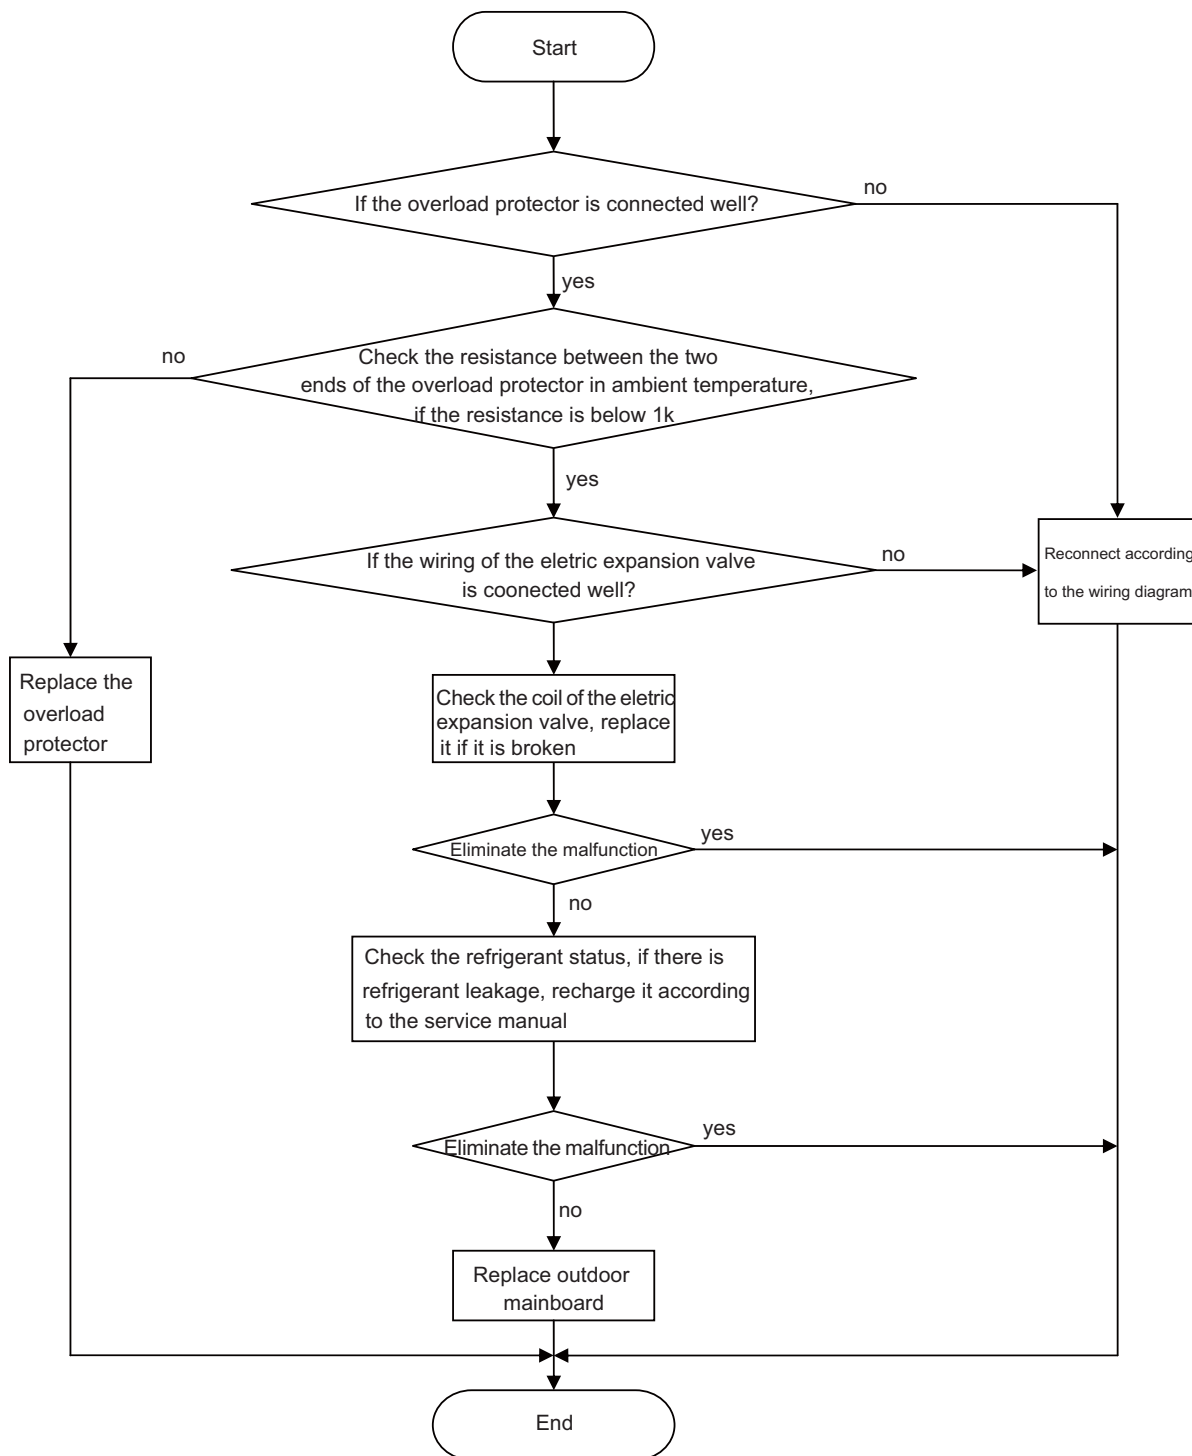 Start
If the overload protector is connected well?
no
yes
no
Check the resistance between the two
ends of the overload protector in ambient temperature,
if the resistance is below 1k
yes
If the wiring of the eletric expansion valve
is coonected well?
no
Reconnect according
to the wiring diagram
Replace the
overload
protector
Check the coil of the eletric
expansion valve, replace
it if it is broken
Eliminate the malfunction
yes
no
Check the refrigerant status, if there is
refrigerant leakage, recharge it according
to the service manual
Eliminate the malfunction
yes
no
Replace outdoor
mainboard
End